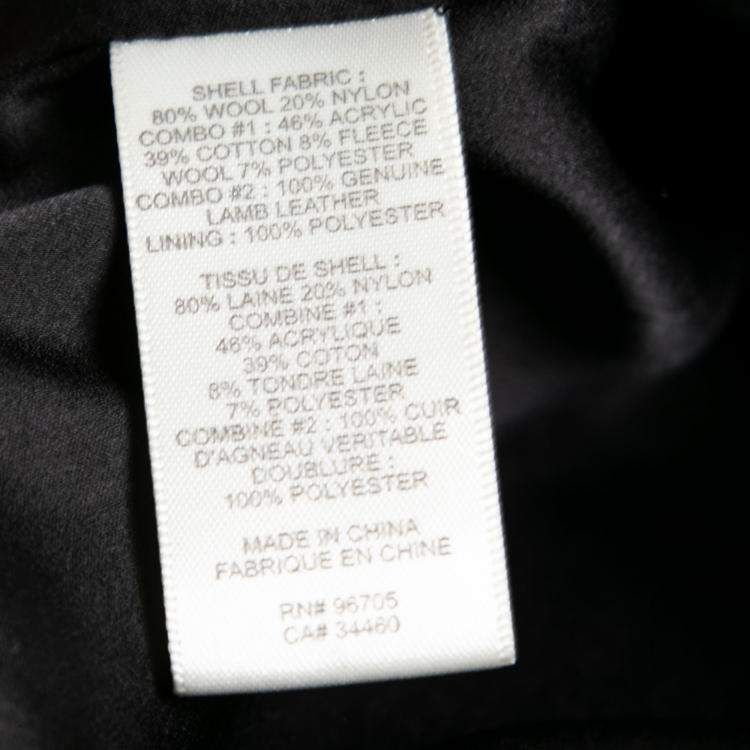 SHELL FABRIC :
80% WOOL 20% NYLON
COMBO #1 : 46% ACRYLIC
39% COTTON 8% FLEECE
WOOL 7% POLYESTER
COMBO #2 : 100% GENUINE
LAMB LEATHER
LINING : 100% POLYESTER
TISSU DE SHELL :
80% LAINE 20% NYLON
COMBINE #1 :
46% ACRYLIQUE
39% COTON
8% TONDRE LAINE
7% POLYESTER
COMBINE #2 : 100% CUIR
D'AGNEAU VERITABLE
DOUBLURE :
100% POLYESTER
MADE IN CHINA
FABRIQUE EN CHINE
RN# 96705
CA# 34460